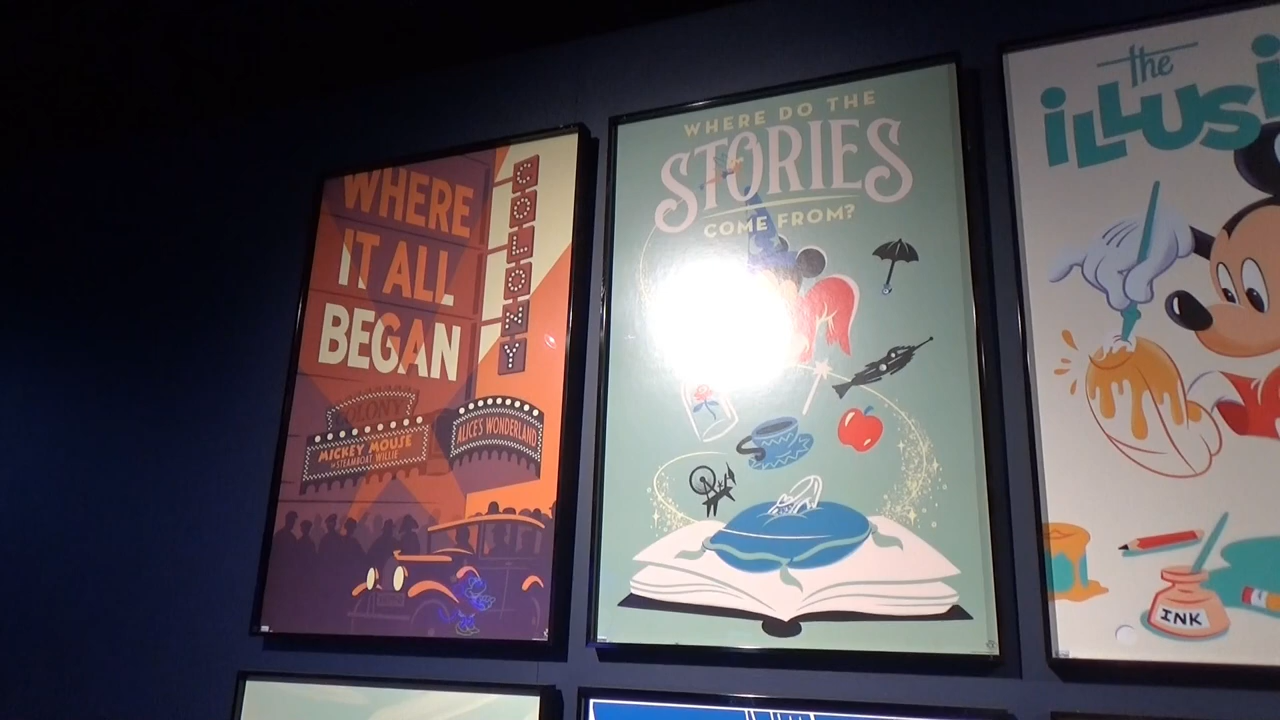 WHERE
IT ALL
BEGAN
COLONY
COLONY
MICKEY MOUSE
IN STEAMBOAT WILLIE
ALICE'S WONDERLAND
WHERE DO THE
STORIES
COME FROM?
the
iLLUSi
INK